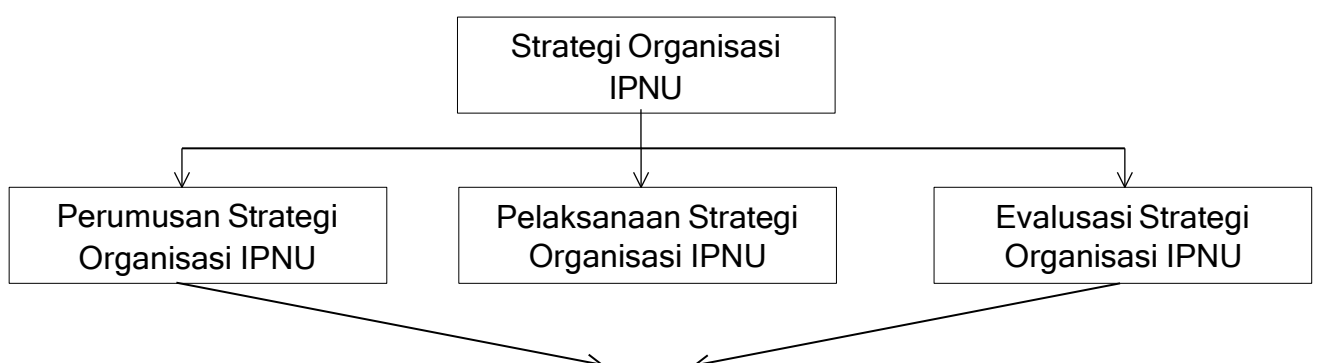 Strategi Organisasi
IPNU
Perumusan Strategi
Organisasi IPNU
Pelaksanaan Strategi
Organisasi IPNU
Evalusasi Strategi
Organisasi IPNU